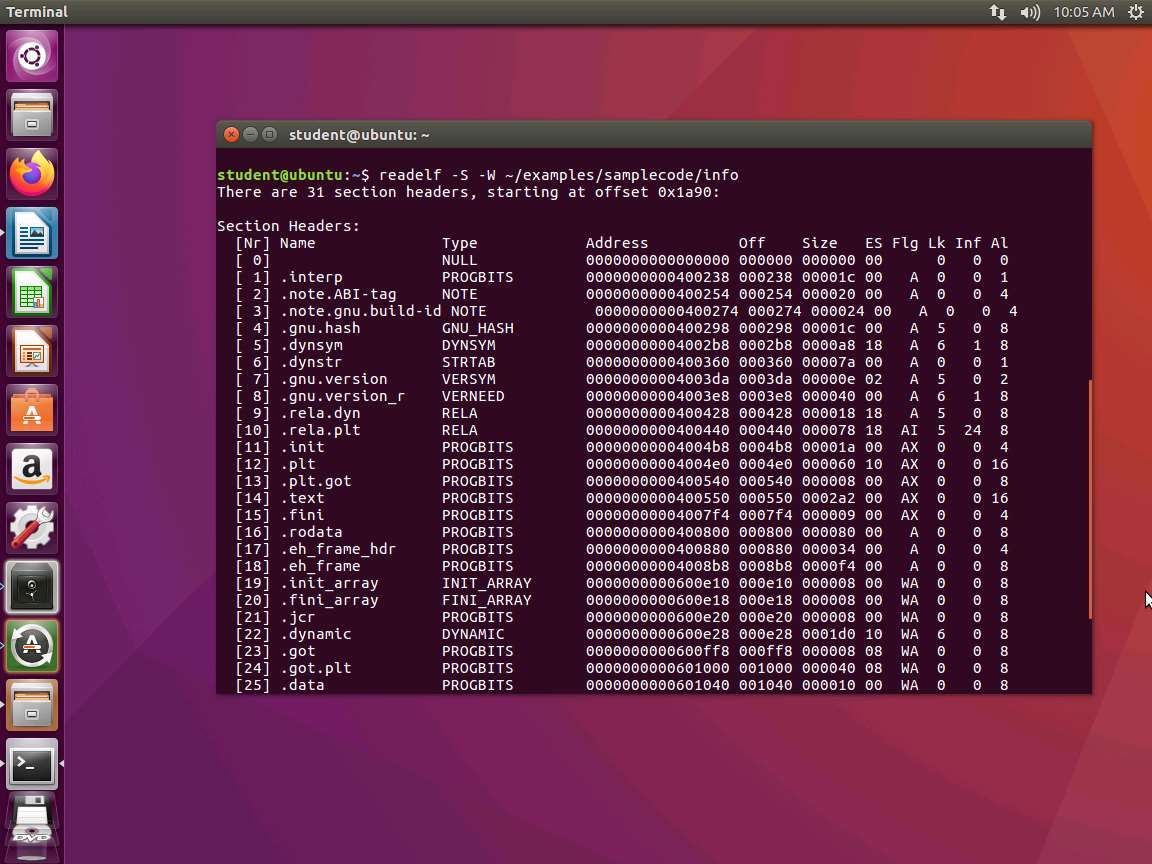 Terminal 10:05 AM
student@ubuntu: ~
student@ubuntu:~$ readelf -S -W ~/examples/samplecode/info
There are 31 section headers, starting at offset 0x1a90:
Section Headers:
[Nr] Name Type Address Off Size ES Flg Lk Inf Al
[ 0] NULL 0000000000000000 000000 000000 00 0 0 0
[ 1] .interp PROGBITS 0000000000400238 000238 00001c 00 A 0 0 1
[ 2] .note.ABI-tag NOTE 0000000000400254 000254 000020 00 A 0 0 4
[ 3] .note.gnu.build-id NOTE 0000000000400274 000274 000024 00 A 0 0 4
[ 4] .gnu.hash GNU_HASH 0000000000400298 000298 00001c 00 A 5 0 8
[ 5] .dynsym DYNSYM 00000000004002b8 0002b8 0000a8 18 A 6 1 8
[ 6] .dynstr STRTAB 0000000000400360 000360 00007a 00 A 0 0 1
[ 7] .gnu.version VERSYM 00000000004003da 0003da 00000e 02 A 5 0 2
[ 8] .gnu.version_r VERNEED 00000000004003e8 0003e8 000040 00 A 6 1 8
[ 9] .rela.dyn RELA 0000000000400428 000428 000018 18 A 5 0 8
[10] .rela.plt RELA 0000000000400440 000440 000078 18 AI 5 24 8
[11] .init PROGBITS 00000000004004b8 0004b8 00001a 00 AX 0 0 4
[12] .plt PROGBITS 00000000004004e0 0004e0 000060 10 AX 0 0 16
[13] .plt.got PROGBITS 0000000000400540 000540 000008 00 AX 0 0 8
[14] .text PROGBITS 0000000000400550 000550 0002a2 00 AX 0 0 16
[15] .fini PROGBITS 00000000004007f4 0007f4 000009 00 AX 0 0 4
[16] .rodata PROGBITS 0000000000400800 000800 000080 00 A 0 0 8
[17] .eh_frame_hdr PROGBITS 0000000000400880 000880 000034 00 A 0 0 4
[18] .eh_frame PROGBITS 00000000004008b8 0008b8 0000f4 00 A 0 0 8
[19] .init_array INIT_ARRAY 0000000000600e10 000e10 000008 00 WA 0 0 8
[20] .fini_array FINI_ARRAY 0000000000600e18 000e18 000008 00 WA 0 0 8
[21] .jcr PROGBITS 0000000000600e20 000e20 000008 00 WA 0 0 8
[22] .dynamic DYNAMIC 0000000000600e28 000e28 0001d0 10 WA 6 0 8
[23] .got PROGBITS 0000000000600ff8 000ff8 000008 08 WA 0 0 8
[24] .got.plt PROGBITS 0000000000601000 001000 000040 08 WA 0 0 8
[25] .data PROGBITS 0000000000601040 001040 000010 00 WA 0 0 8
a
>_
DVD